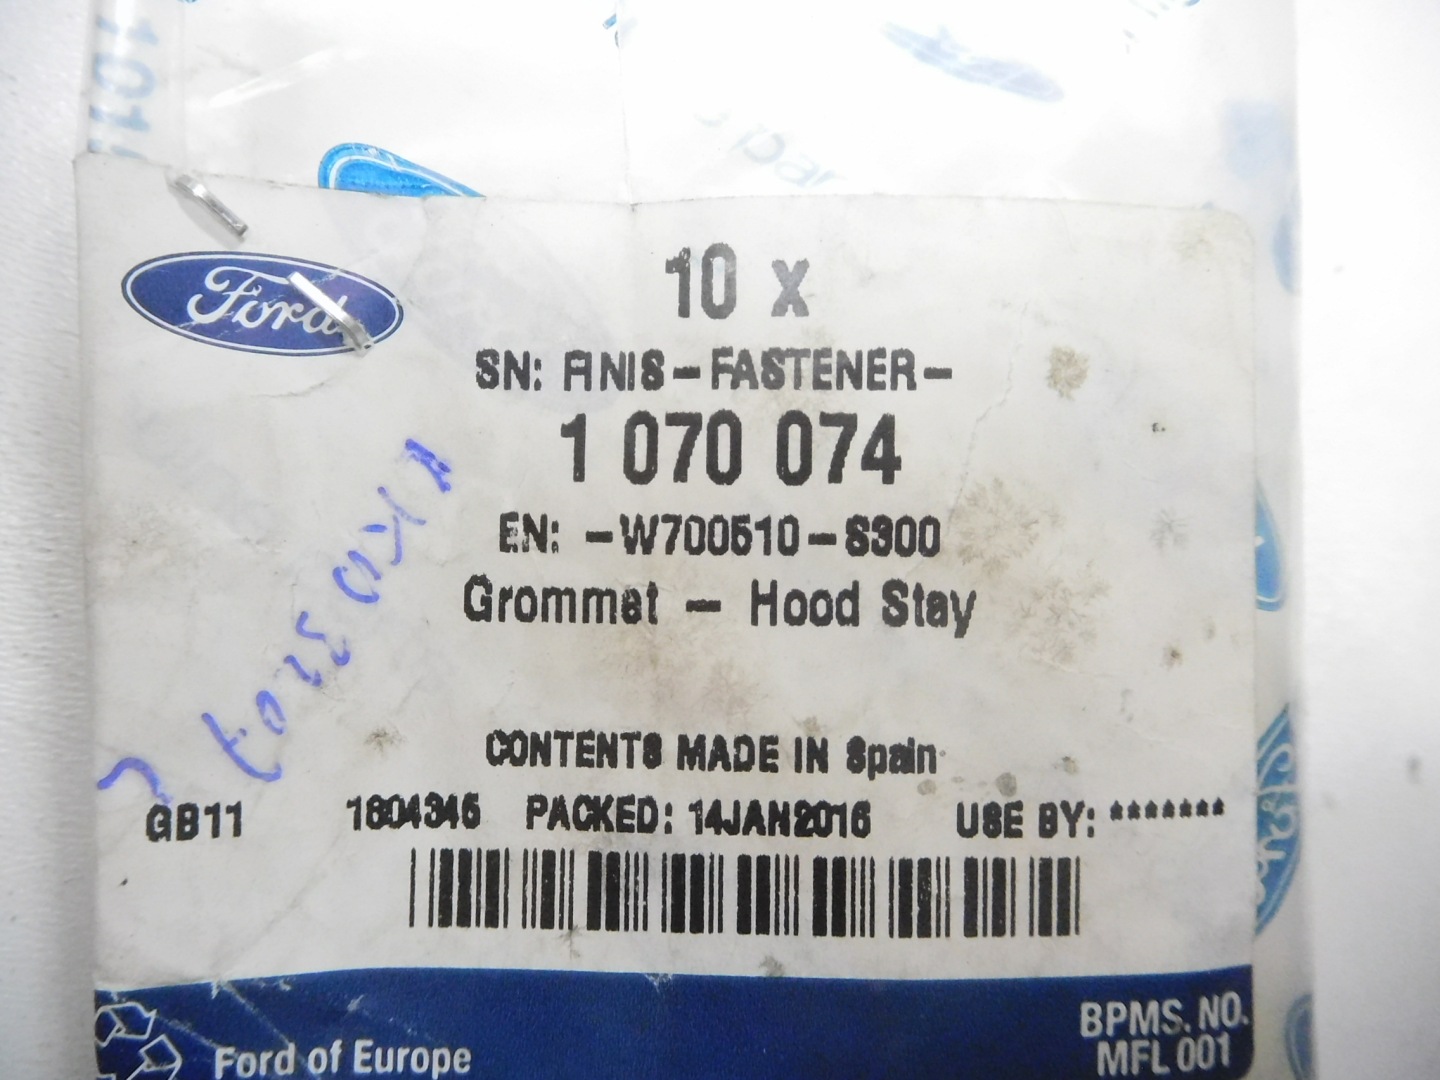 Ford
10 x
SN: FINIS-FASTENER-
1 070 074
EN: -W700510-S300
Grommet - Hood Stay
CONTENTS MADE IN Spain
GB11 1604345 PACKED: 14JAN2016 USE BY: *******
Ford of Europe
BPMS. NO.
MFL 001